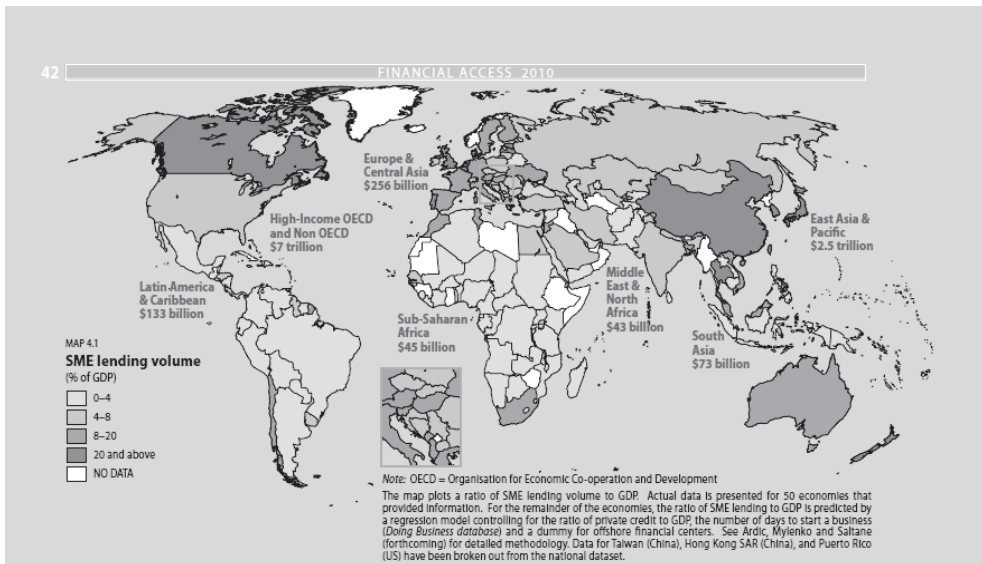 42
FINANCIAL ACCESS 2010
Europe &
Central Asia
$256 billion
High-Income OECD
and Non OECD
$7 trillion
East Asia &
Pacific
$2.5 trillion
Latin America
& Caribbean
$133 billion
Sub-Saharan
Africa
$45 billion
Middle
East &
North
Africa
$43 billion
South
Asia
$73 billion
MAP 4.1
SME lending volume
(% of GDP)
0–4
4–8
8–20
20 and above
NO DATA
Note: OECD = Organisation for Economic Co-operation and Development
The map plots a ratio of SME lending volume to GDP. Actual data is presented for 50 economies that
provided information. For the remainder of the economies, the ratio of SME lending to GDP is predicted by
a regression model controlling for the ratio of private credit to GDP, the number of days to start a business
(Doing Business database) and a dummy for offshore financial centers. See Ardic, Mylenko and Saltane
(forthcoming) for detailed methodology. Data for Taiwan (China), Hong Kong SAR (China), and Puerto Rico
(US) have been broken out from the national dataset.